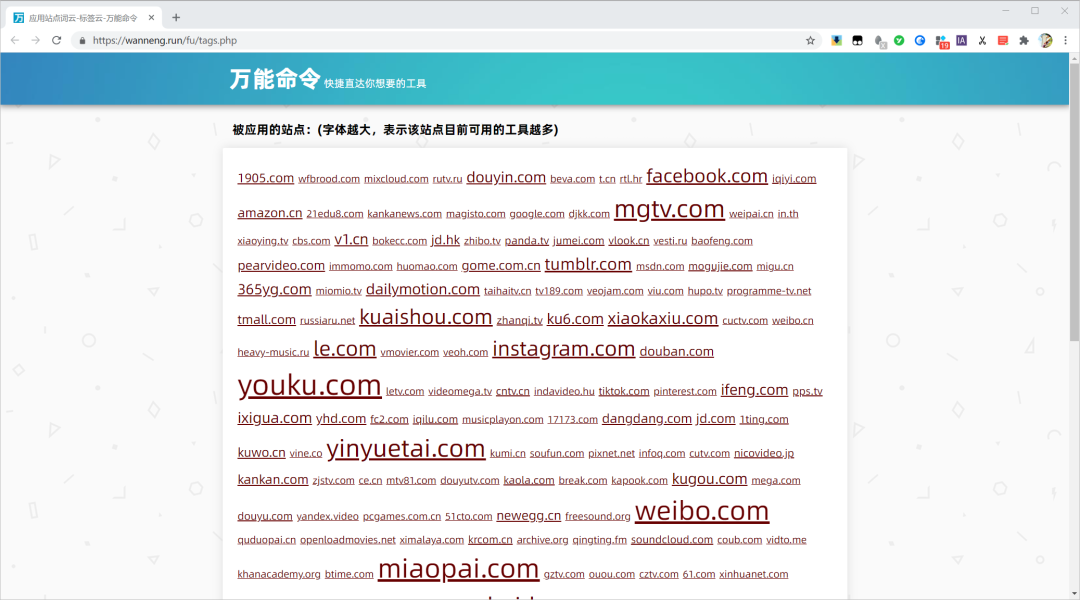 应用站点词云-标签云-万能命令
https://wanneng.run/fu/tags.php
19
IA
万能命令 快捷直达你想要的工具
被应用的站点：(字体越大，表示该站点目前可用的工具越多)
1905.com wfbrood.com mixcloud.com rutv.ru douyin.com beva.com t.cn rtl.hr facebook.com iqiyi.com
amazon.cn 21edu8.com kankanews.com magisto.com google.com djkk.com mgtv.com weipai.cn in.th
xiaoying.tv cbs.com v1.cn bokecc.com jd.hk zhibo.tv panda.tv jumei.com vlook.cn vesti.ru baofeng.com
pearvideo.com immomo.com huomao.com gome.com.cn tumblr.com msdn.com mogujie.com migu.cn
365yg.com miomio.tv dailymotion.com taihaitv.cn tv189.com veojam.com viu.com hupo.tv programme-tv.net
tmall.com russiaru.net kuaishou.com zhanqi.tv ku6.com xiaokaxiu.com cuctv.com weibo.cn
heavy-music.ru le.com vmovier.com veoh.com instagram.com douban.com
youku.com letv.com videomega.tv cntv.cn indavideo.hu tiktok.com pinterest.com ifeng.com pps.tv
ixigua.com yhd.com fc2.com iqilu.com musicplayon.com 17173.com dangdang.com jd.com 1ting.com
kuwo.cn vine.co yinyuetai.com kumi.cn soufun.com pixnet.net infoq.com cutv.com nicovideo.jp
kankan.com zjstv.com ce.cn mtv81.com douyutv.com kaola.com break.com kapook.com kugou.com mega.com
douyu.com yandex.video pcgames.com.cn 51cto.com newegg.cn freesound.org weibo.com
quduopai.cn openloadmovies.net ximalaya.com krcom.cn archive.org qingting.fm soundcloud.com coub.com vidto.me
khanacademy.org btime.com miaopai.com gztv.com ouou.com cztv.com 61.com xinhuanet.com